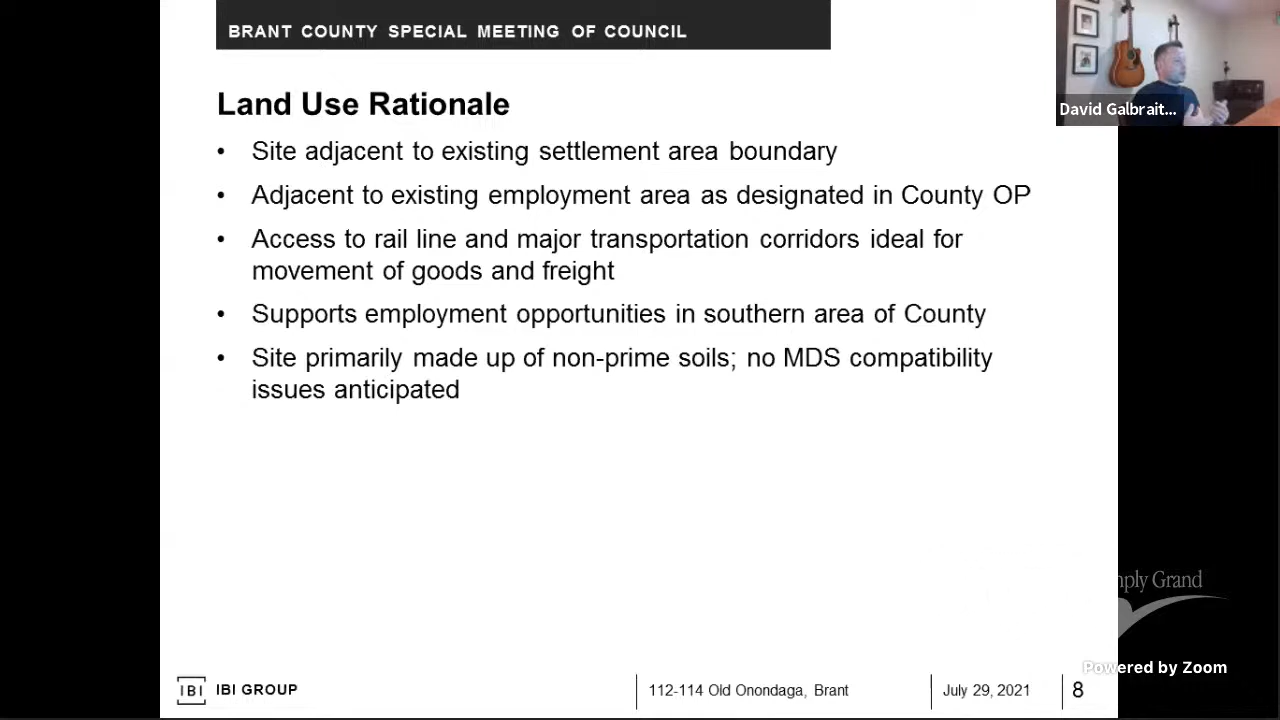 BRANT COUNTY SPECIAL MEETING OF COUNCIL
David Galbrait...
Land Use Rationale
• Site adjacent to existing settlement area boundary
• Adjacent to existing employment area as designated in County OP
• Access to rail line and major transportation corridors ideal for
movement of goods and freight
• Supports employment opportunities in southern area of County
• Site primarily made up of non-prime soils; no MDS compatibility
issues anticipated
Grand
Powered by Zoom
IBI IBI GROUP
112-114 Old Onondaga, Brant
July 29, 2021
8